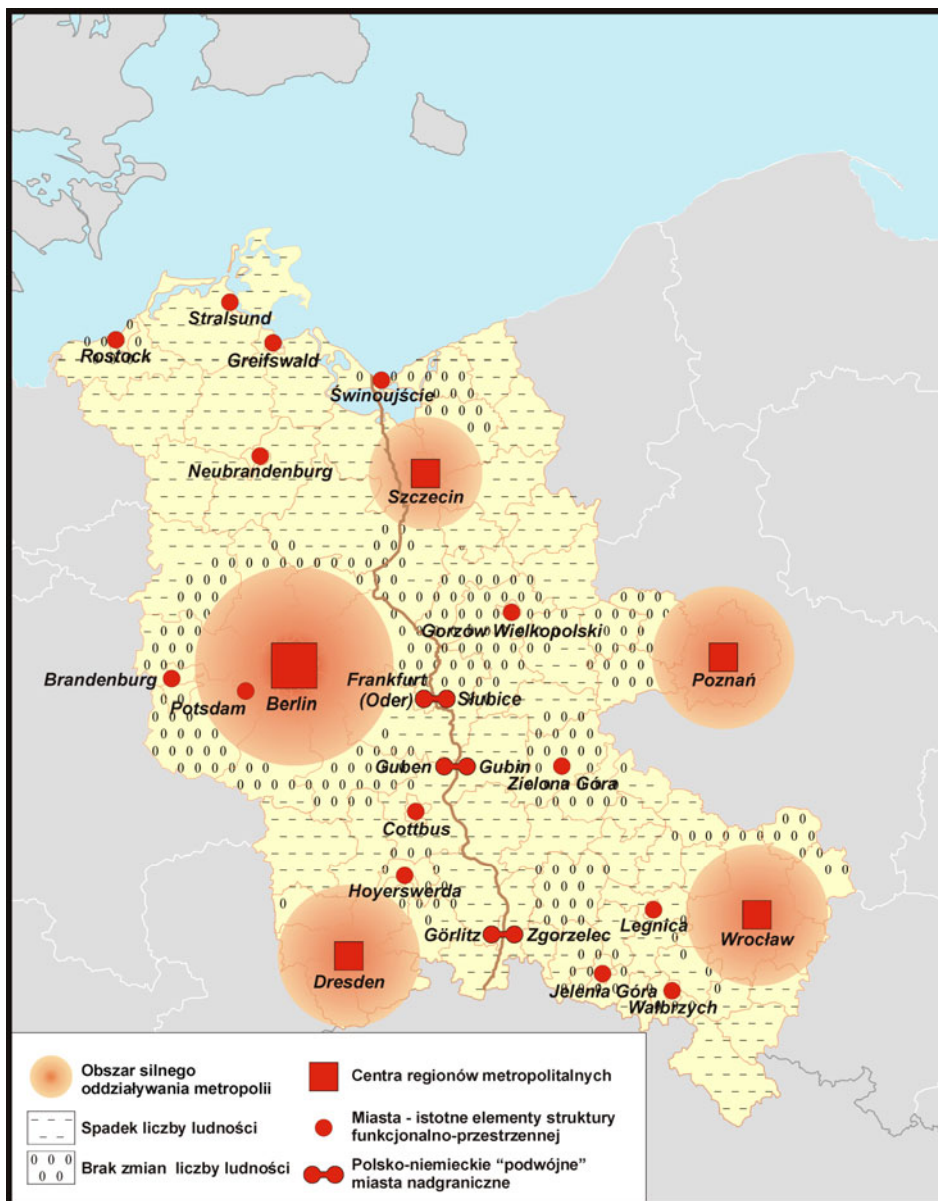 Stralsund
Rostock
Greifswald
Świnoujście
Neubrandenburg
Szczecin
Gorzów Wielkopolski
Poznań
Brandenburg
Potsdam
Berlin
Frankfurt
(Oder)
Słubice
Guben
Gubin
Zielona Góra
Cottbus
Hoyerswerda
Legnica
Wrocław
Görlitz
Zgorzelec
Dresden
Jelenia Góra
Wałbrzych
Obszar silnego
oddziaływania metropolii
Spadek liczby ludności
Brak zmian liczby ludności
Centra regionów metropolitalnych
Miasta - istotne elementy struktury
funkcjonalno-przestrzennej
Polsko-niemieckie “podwójne”
miasta nadgraniczne